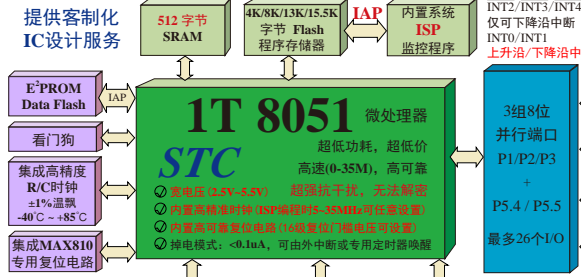 提供客制化
IC设计服务
512 字节
SRAM
4K/8K/13K/15.5K
字节 Flash
程序存储器
IAP
内置系统
ISP
监控程序
INT2/INT3/INT4
仅可下降沿中断
INT0/INT1
上升沿/下降沿中
E²PROM
Data Flash
IAP
看门狗
集成高精度
R/C时钟
±1%温飘
-40℃ ~ +85℃
集成MAX810
专用复位电路
1T 8051 微处理器
STC
超低功耗，超低价
高速(0-35M)，高可靠
宽电压(2.5V~5.5V) 超强抗干扰，无法解密
内置高精准时钟(ISP编程时5~35MHz可任意设置)
内置高可靠复位电路(16级复位门槛电压可设置)
掉电模式：<0.1uA，可由外中断或专用定时器唤醒
3组8位
并行端口
P1/P2/P3
+
P5.4 / P5.5
最多26个I/O